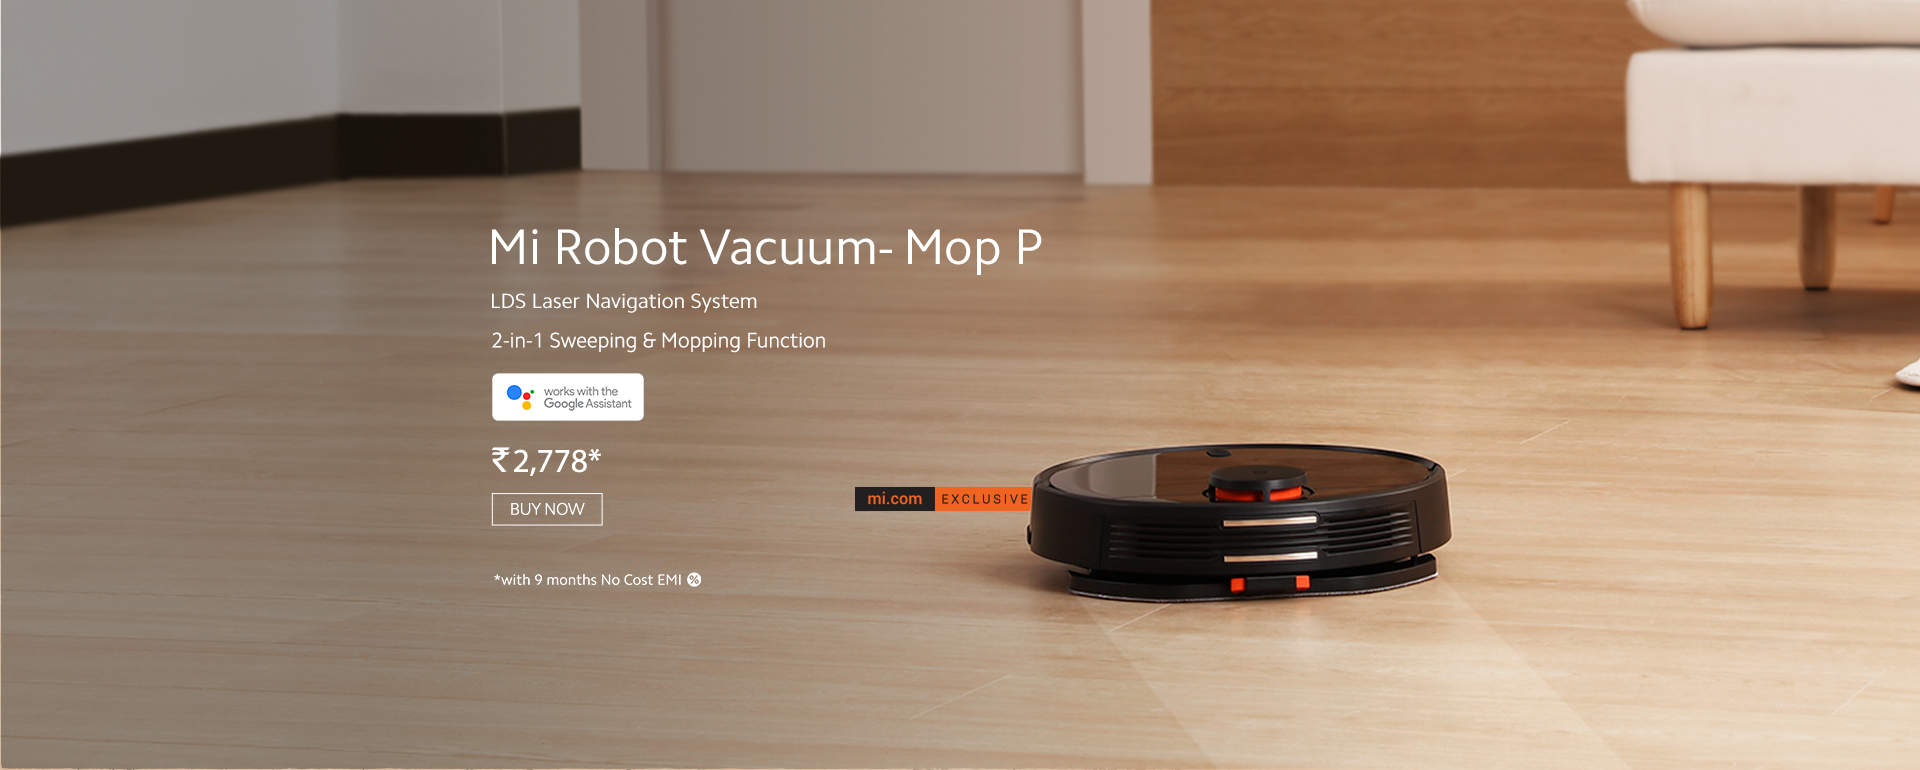 Mi Robot Vacuum- Mop P
LDS Laser Navigation System
2-in-1 Sweeping & Mopping Function
works with the
Google Assistant
₹2,778*
BUY NOW
mi.com EXCLUSIVE
*with 9 months No Cost EMI %